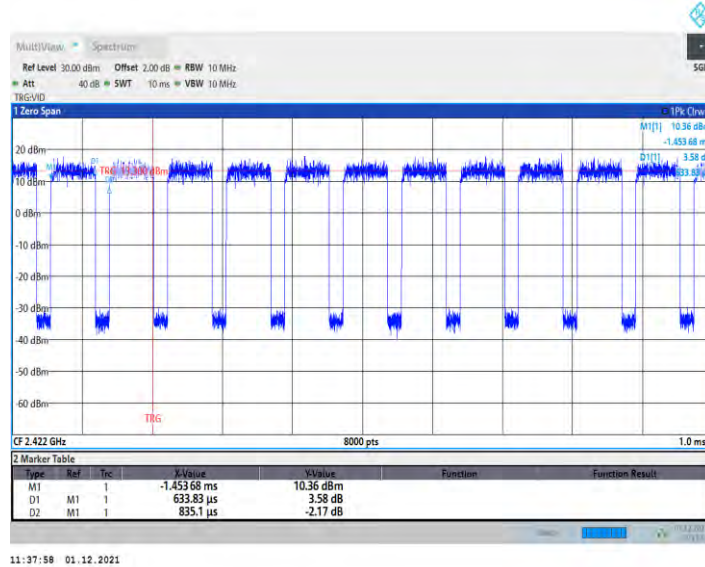 MultiView Spectrum
Ref Level 30.00 dBm Offset 2.00 dB RBW 10 MHz
SGL
Att 40 dB SWT 10 ms VBW 10 MHz
TRG:VID
1 Zero Span 1Pk Clrw
M1[1] 10.36 dBm
-1.453 68 ms
D1[1] 3.58 d
633.83
20 dBm
TRG 13.300 dBm
10 dBm
0 dBm
-10 dBm
-20 dBm
-30 dBm
-40 dBm
-50 dBm
-60 dBm
TRG
CF 2.422 GHz 8000 pts 1.0 ms
2 Marker Table
Type Ref Trc X-Value Y-Value Function Function Result
M1 1 -1.453 68 ms 10.36 dBm
D1 M1 1 633.83 µs 3.58 dB
D2 M1 1 835.1 µs -2.17 dB
11:37:58 01.12.2021